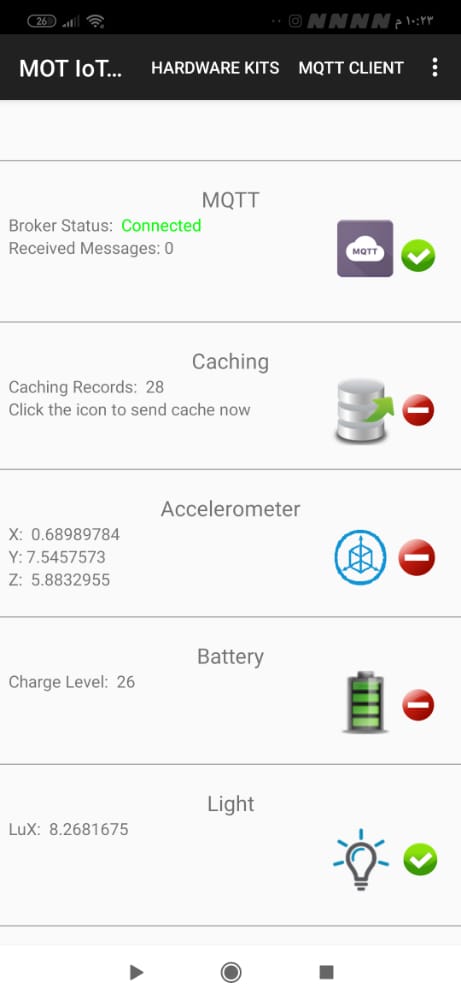 26
١٠:٢٣ م
MOT IoT...
HARDWARE KITS
MQTT CLIENT
MQTT
Broker Status: Connected
Received Messages: 0
MQTT
Caching
Caching Records: 28
Click the icon to send cache now
Accelerometer
X: 0.68989784
Y: 7.5457573
Z: 5.8832955
Battery
Charge Level: 26
Light
LuX: 8.2681675